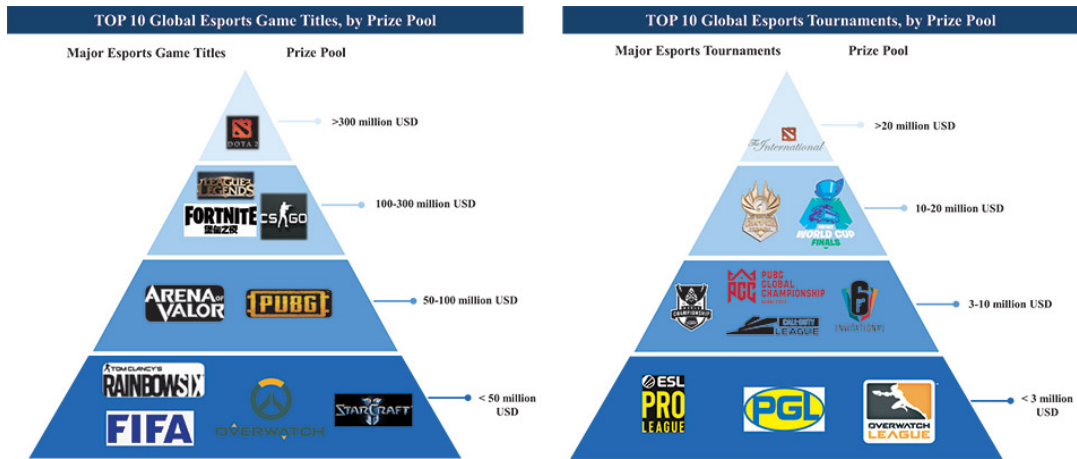 TOP 10 Global Esports Game Titles, by Prize Pool
Major Esports Game Titles
Prize Pool
DOTA 2
>300 million USD
LEAGUE OF
LEGENDS
FORTNITE
堡垒之夜
CS GO
100-300 million USD
ARENA OF
VALOR
PUBG
50-100 million USD
TOM CLANCY'S
RAINBOW SIX
FIFA
OVERWATCH
STARCRAFT
< 50 million
USD
TOP 10 Global Esports Tournaments, by Prize Pool
Major Esports Tournaments
Prize Pool
The International
>20 million USD
WORLD CUP
FINALS
10-20 million USD
CHAMPIONSHIP
PGC
PUBG
GLOBAL
CHAMPIONSHIP
CALL OF DUTY
LEAGUE
6
INVITATIONAL
3-10 million USD
ESL
PRO
LEAGUE
PGL
OVERWATCH
LEAGUE
< 3 million
USD